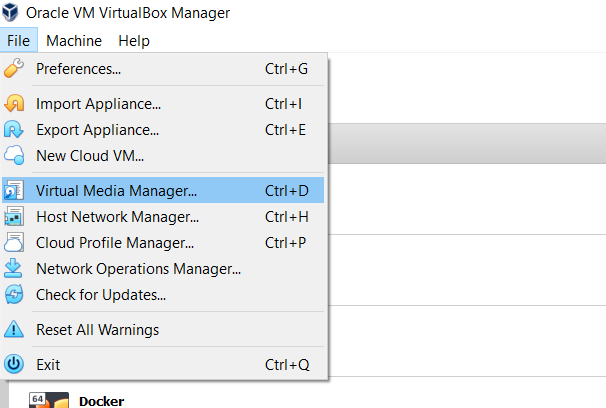 Oracle VM VirtualBox Manager
File Machine Help
Preferences... Ctrl+G
Import Appliance... Ctrl+I
Export Appliance... Ctrl+E
New Cloud VM...
Virtual Media Manager... Ctrl+D
Host Network Manager... Ctrl+H
Cloud Profile Manager... Ctrl+P
Network Operations Manager...
Check for Updates...
Reset All Warnings
Exit Ctrl+Q
64 Docker